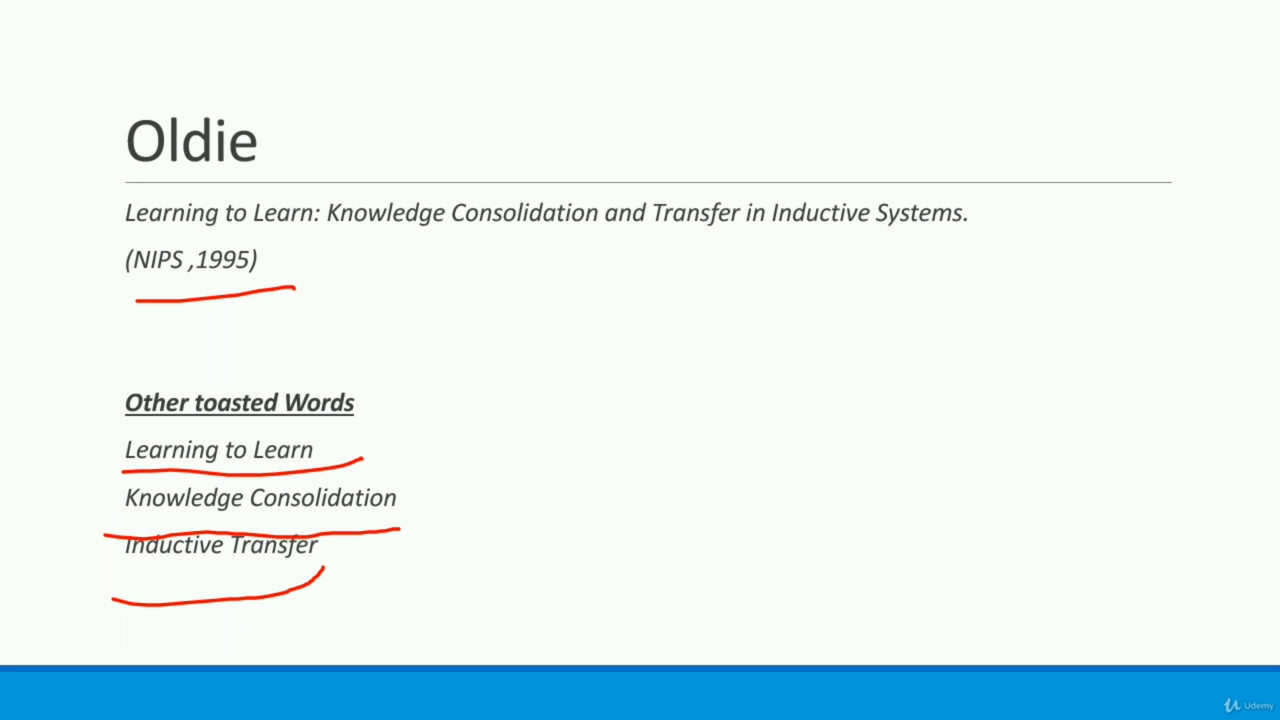 Oldie
Learning to Learn: Knowledge Consolidation and Transfer in Inductive Systems.
(NIPS ,1995)
Other toasted Words
Learning to Learn
Knowledge Consolidation
Inductive Transfer
Udemy